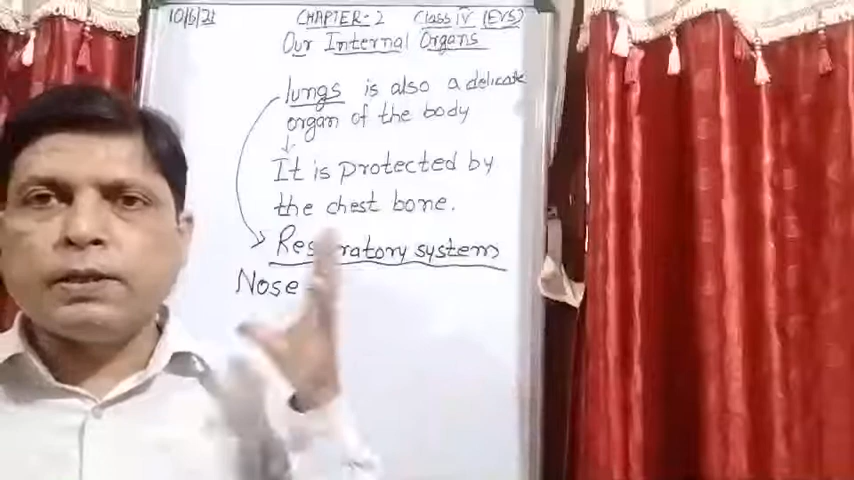 10/6/21 CHAPTER-2 Class IV (EVS)
Our Internal Organs
lungs is also a delicate
organ of the body
It is protected by
the chest bone.
Respiratory system
Nose